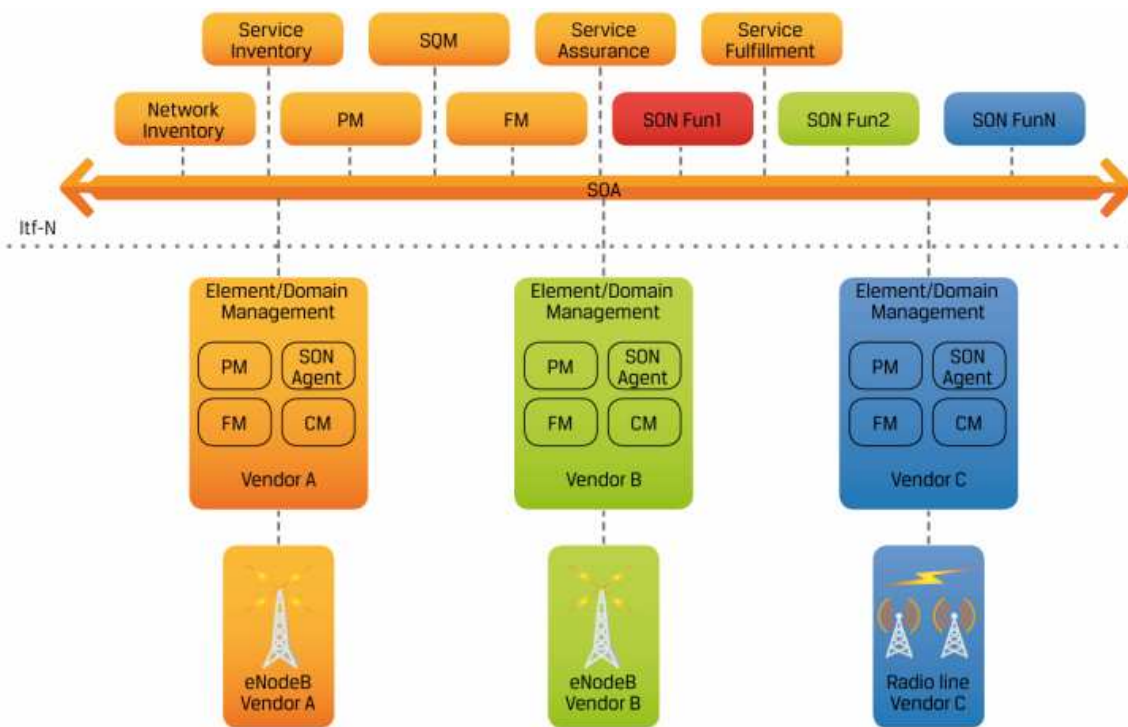 Service
Inventory
SQM
Service
Assurance
Service
Fulfillment
Network
Inventory
PM
FM
SON Fun1
SON Fun2
SON FunN
SOA
Itf-N
Element/Domain
Management
PM
SON
Agent
FM
CM
Vendor A
Element/Domain
Management
PM
SON
Agent
FM
CM
Vendor B
Element/Domain
Management
PM
SON
Agent
FM
CM
Vendor C
eNodeB
Vendor A
eNodeB
Vendor B
Radio line
Vendor C